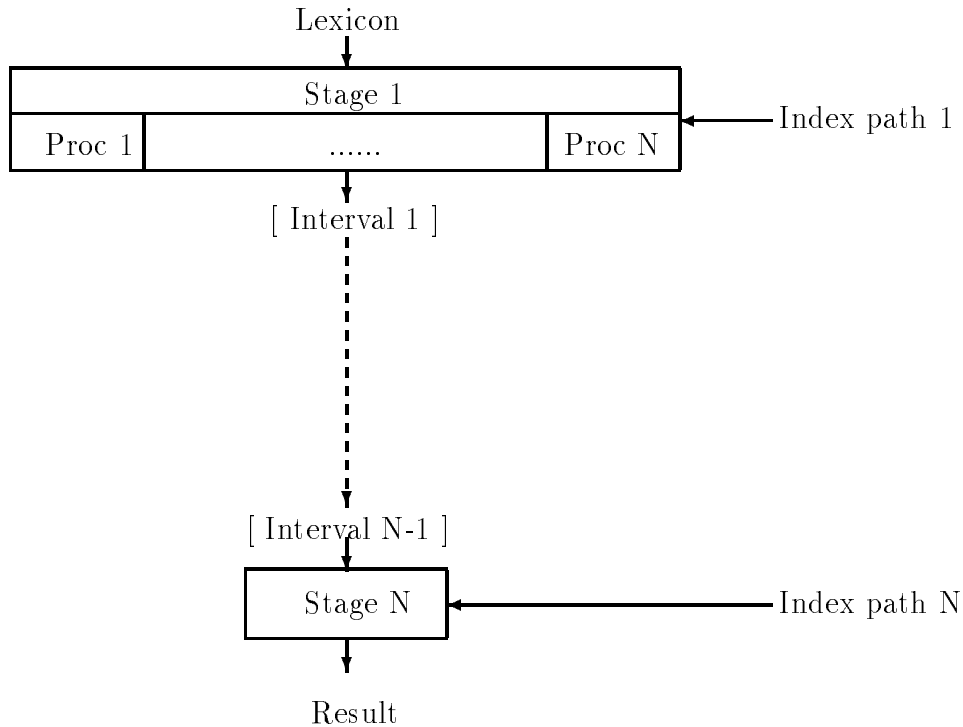 Lexicon
Stage 1
Index path 1
Proc 1
......
Proc N
[ Interval 1 ]
[ Interval N-1 ]
Stage N
Index path N
Result